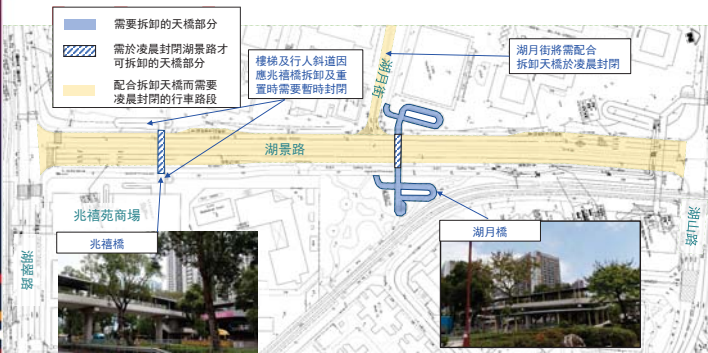 需要拆卸的天橋部分
需於凌晨封閉湖景路才
可拆卸的天橋部分
配合拆卸天橋而需要
凌晨封閉的行車路段
樓梯及行人斜道因
應兆禧橋拆卸及重
置時需要暫時封閉
湖月街
湖月街將需配合
拆卸天橋於凌晨封閉
湖景路
兆禧苑商場
兆禧橋
湖月橋
湖翠路
湖山路